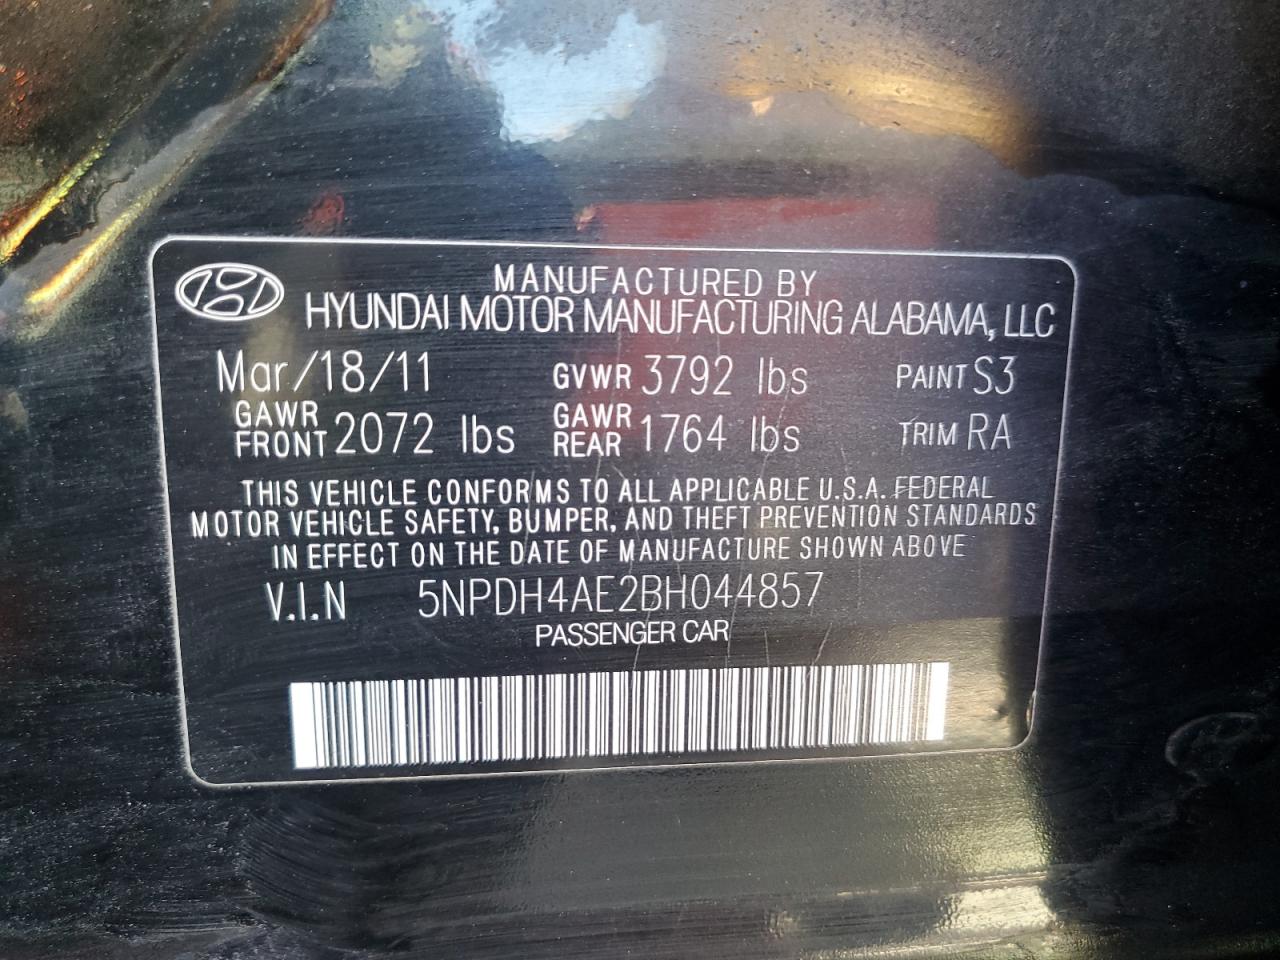 MANUFACTURED BY
HYUNDAI MOTOR MANUFACTURING ALABAMA, LLC
Mar/18/11 GVWR 3792 lbs PAINT S3
GAWR FRONT 2072 lbs GAWR REAR 1764 lbs TRIM RA
THIS VEHICLE CONFORMS TO ALL APPLICABLE U.S.A. FEDERAL
MOTOR VEHICLE SAFETY, BUMPER, AND THEFT PREVENTION STANDARDS
IN EFFECT ON THE DATE OF MANUFACTURE SHOWN ABOVE
V.I.N 5NPDH4AE2BH044857
PASSENGER CAR